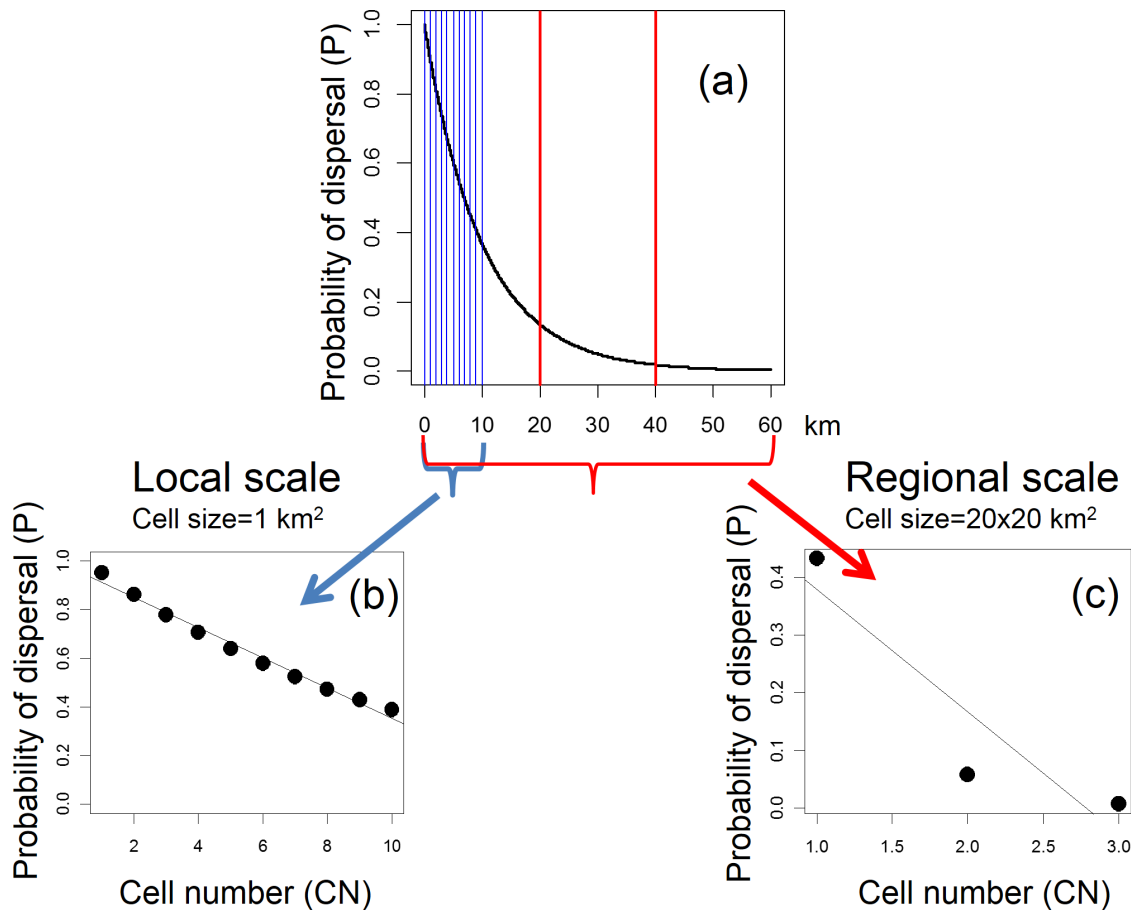 Probability of dispersal (P)
1.0
0.8
0.6
0.4
0.2
0.0
(a)
0 10 20 30 40 50 60 km
Local scale
Cell size=1 km²
Probability of dispersal (P)
1.0
0.8
0.6
0.4
0.2
0.0
(b)
2 4 6 8 10
Cell number (CN)
Regional scale
Cell size=20x20 km²
Probability of dispersal (P)
0.4
0.3
0.2
0.1
0.0
(c)
1.0 1.5 2.0 2.5 3.0
Cell number (CN)